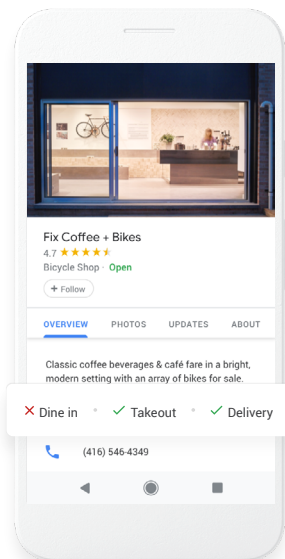 Fix Coffee + Bikes
4.7
Bicycle Shop · Open
+ Follow
OVERVIEW PHOTOS UPDATES ABOUT
Classic coffee beverages & café fare in a bright,
modern setting with an array of bikes for sale.
Dine in • Takeout • Delivery
(416) 546-4349